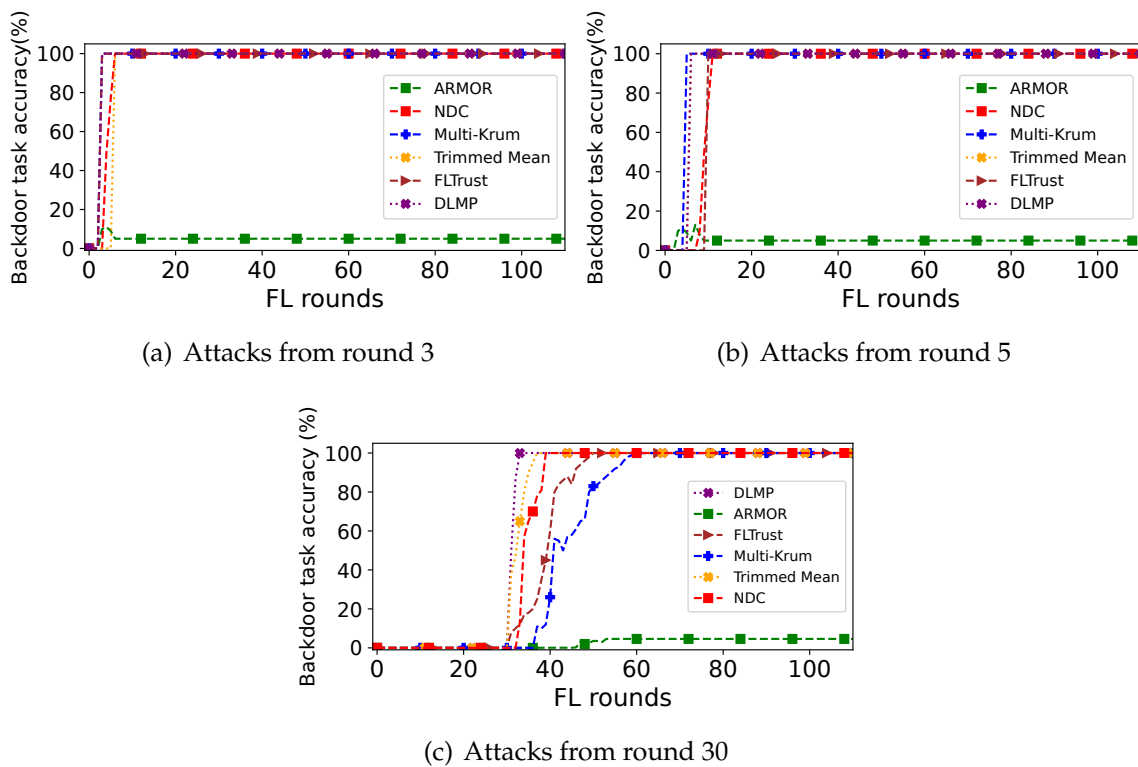 Backdoor task accuracy(%)
100
80
60
40
20
0
ARMOR
NDC
Multi-Krum
Trimmed Mean
FLTrust
DLMP
0 20 40 60 80 100
FL rounds
(a) Attacks from round 3
Backdoor task accuracy(%)
100
80
60
40
20
0
ARMOR
NDC
Multi-Krum
Trimmed Mean
FLTrust
DLMP
0 20 40 60 80 100
FL rounds
(b) Attacks from round 5
Backdoor task accuracy (%)
100
80
60
40
20
0
DLMP
ARMOR
FLTrust
Multi-Krum
Trimmed Mean
NDC
0 20 40 60 80 100
FL rounds
(c) Attacks from round 30